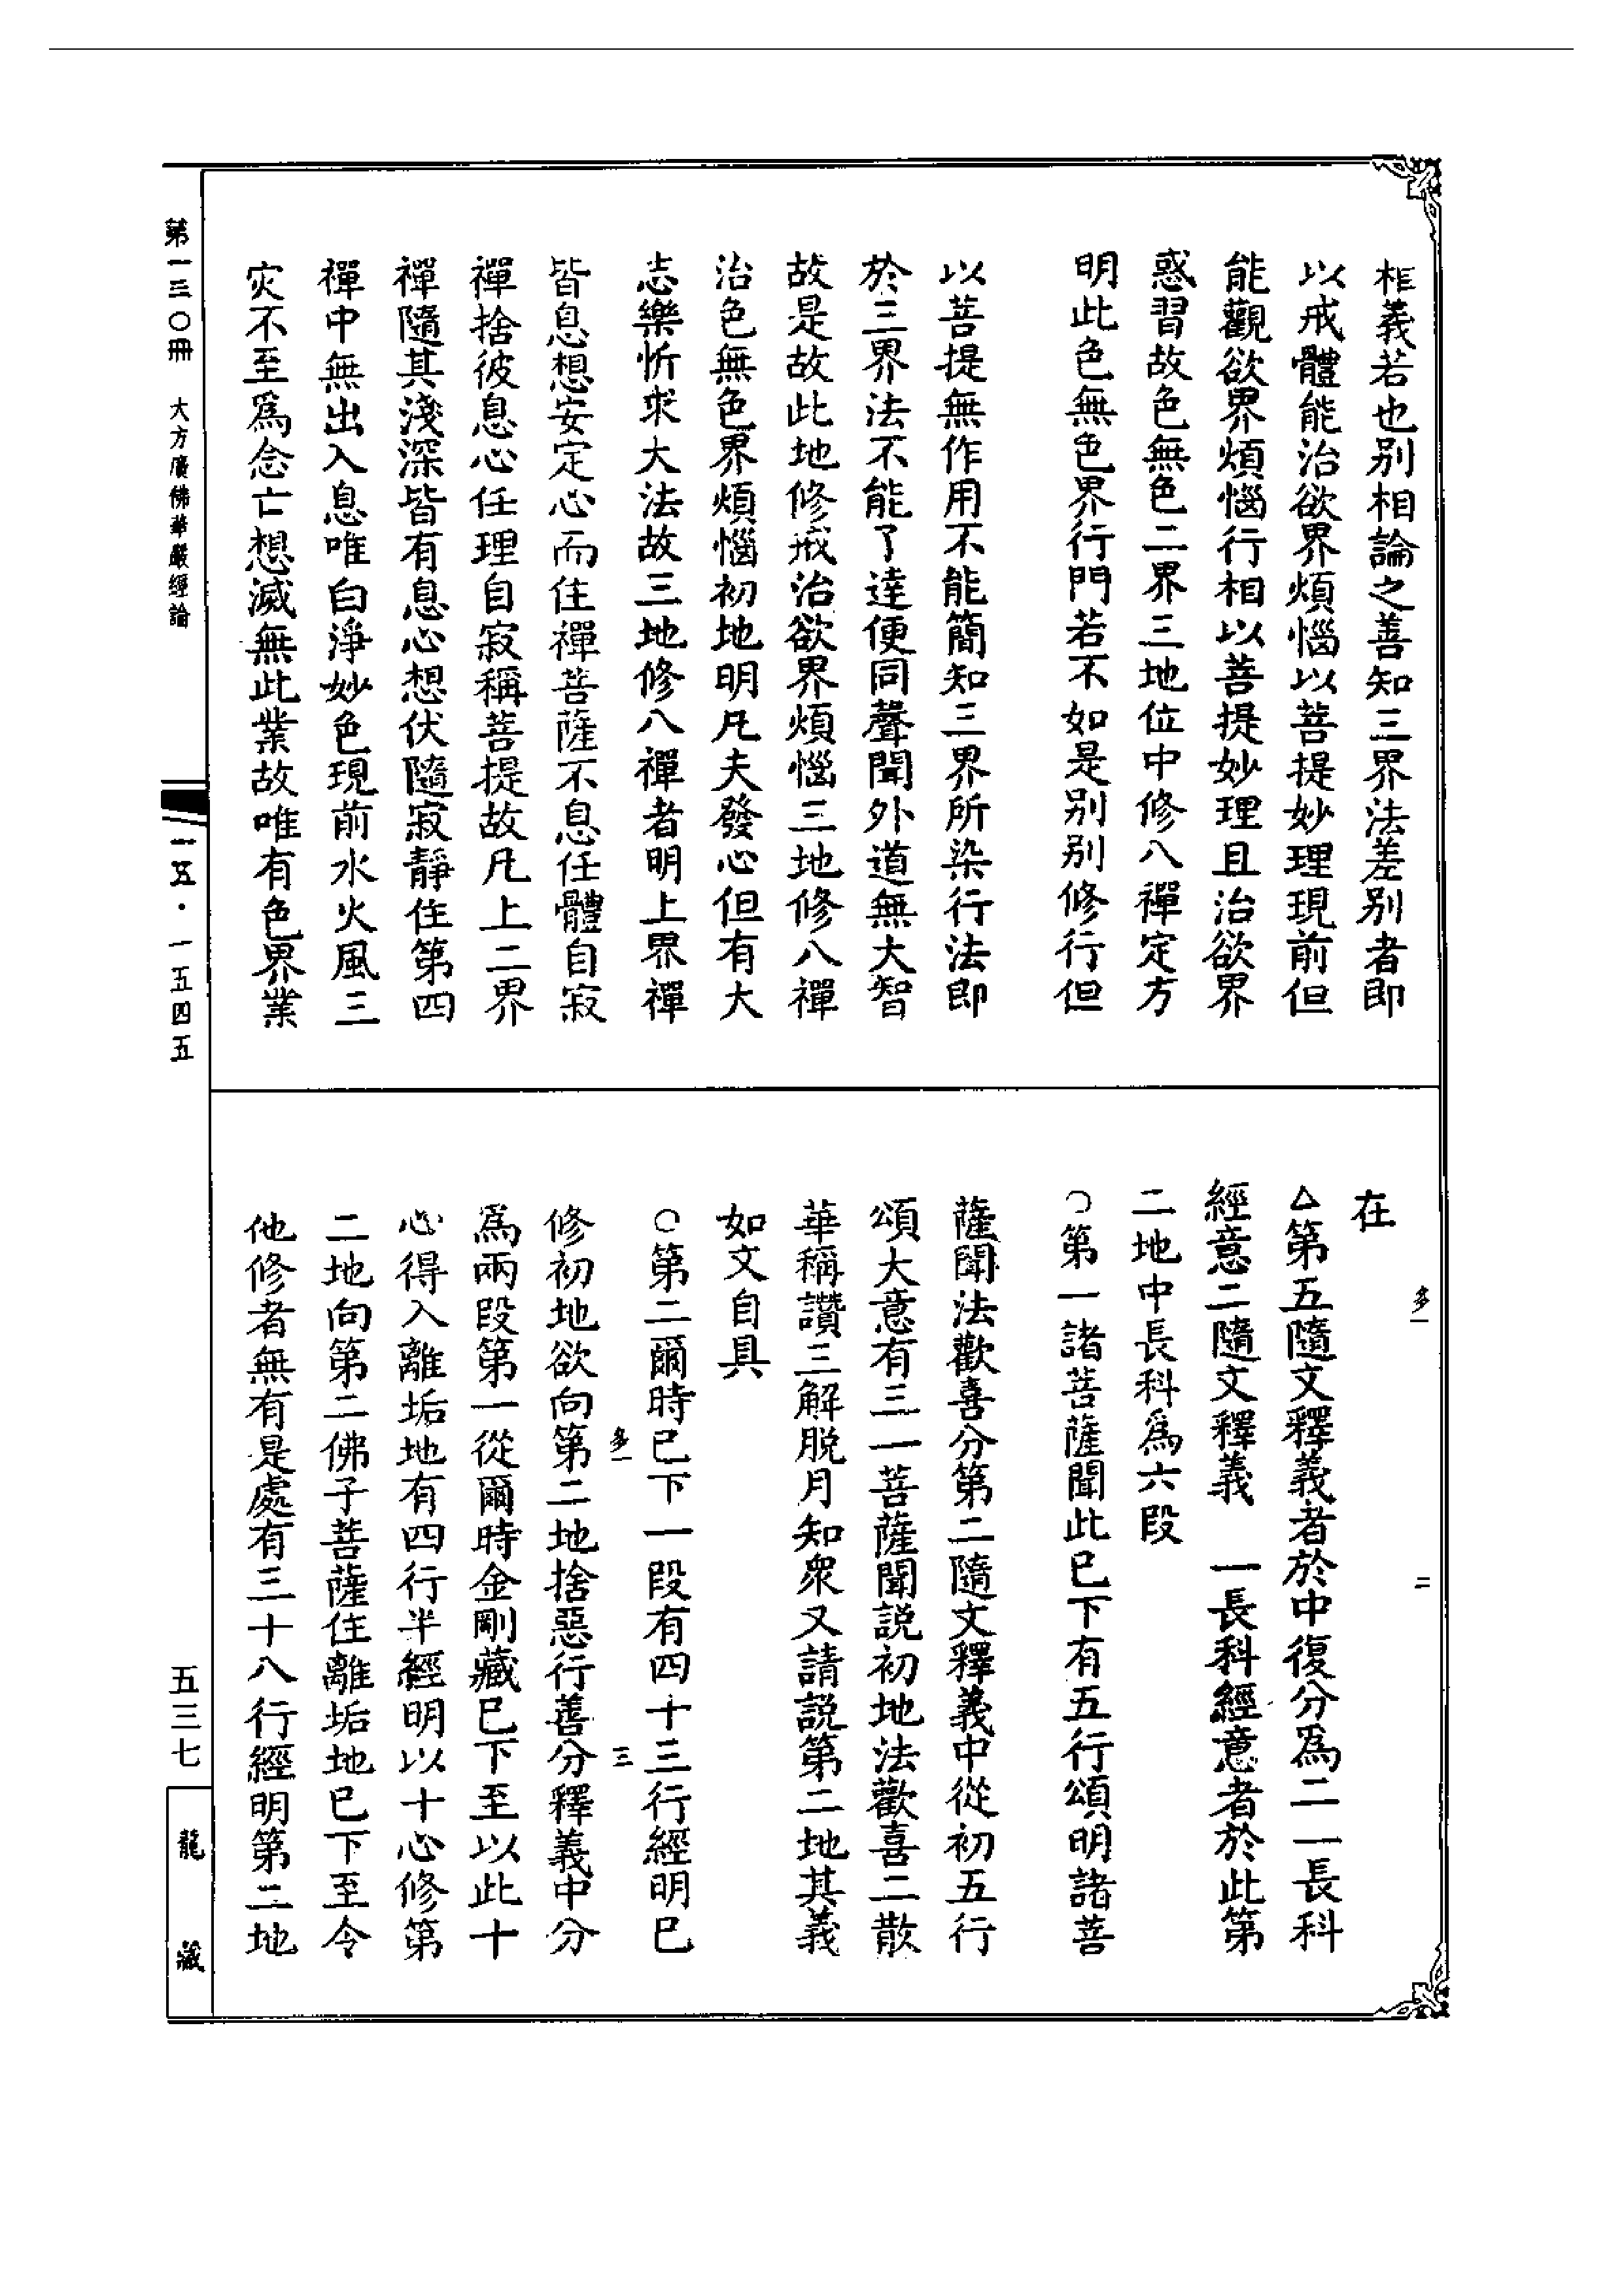 相義若也别相論之善知三界法差別者即
以戒體能治欲界煩惱以菩提妙理現前但
能觀欲界煩惱行相以菩提妙理且治欲界
惑習故色無色二界三地位中修八禪定方
明此色無色界行門若不如是別別修行但
以菩提無作用不能簡知三界所染行法即
於三界法不能了達便同聲聞外道無大智
故是故此地修戒治欲界煩惱三地修八禪
治色無色界煩惱初地明凡夫發心但有大
志樂忻求大法故三地修八禪者明上界禪
皆息想安定心而住禪菩薩不息任體自寂
禪捨彼息心任理自寂稱菩提故凡上二界
禪隨其淺深皆有息心想伏隨寂靜住第四
禪中無出入息唯白淨妙色現前水火風三
灾不至爲念亡想滅無此業故唯有色界業
在
△第五隨文釋義者於中復分爲二一長科
經意二隨文釋義　一長科經意者於此第
二地中長科爲六段
○第一諸菩薩聞此已下有五行頌明諸菩
薩聞法歡喜分第二隨文釋義中從初五行
頌大意有三一菩薩聞説初地法歡喜二散
華稱讚三解脱月知衆又請説第二地其義
如文自具
○第二爾時已下一段有四十三行經明已
修初地欲向第二地捨惡行善分釋義中分
爲兩段第一從爾時金剛藏已下至以此十
心得入離垢地有四行半經明以十心修第
二地向第二佛子菩薩住離垢地已下至令
他修者無有是處有三十八行經明第二地
多一
二
多一
三
第一三〇冊　大方廣佛華嚴經論
一五·一五四五
五三七
龍藏